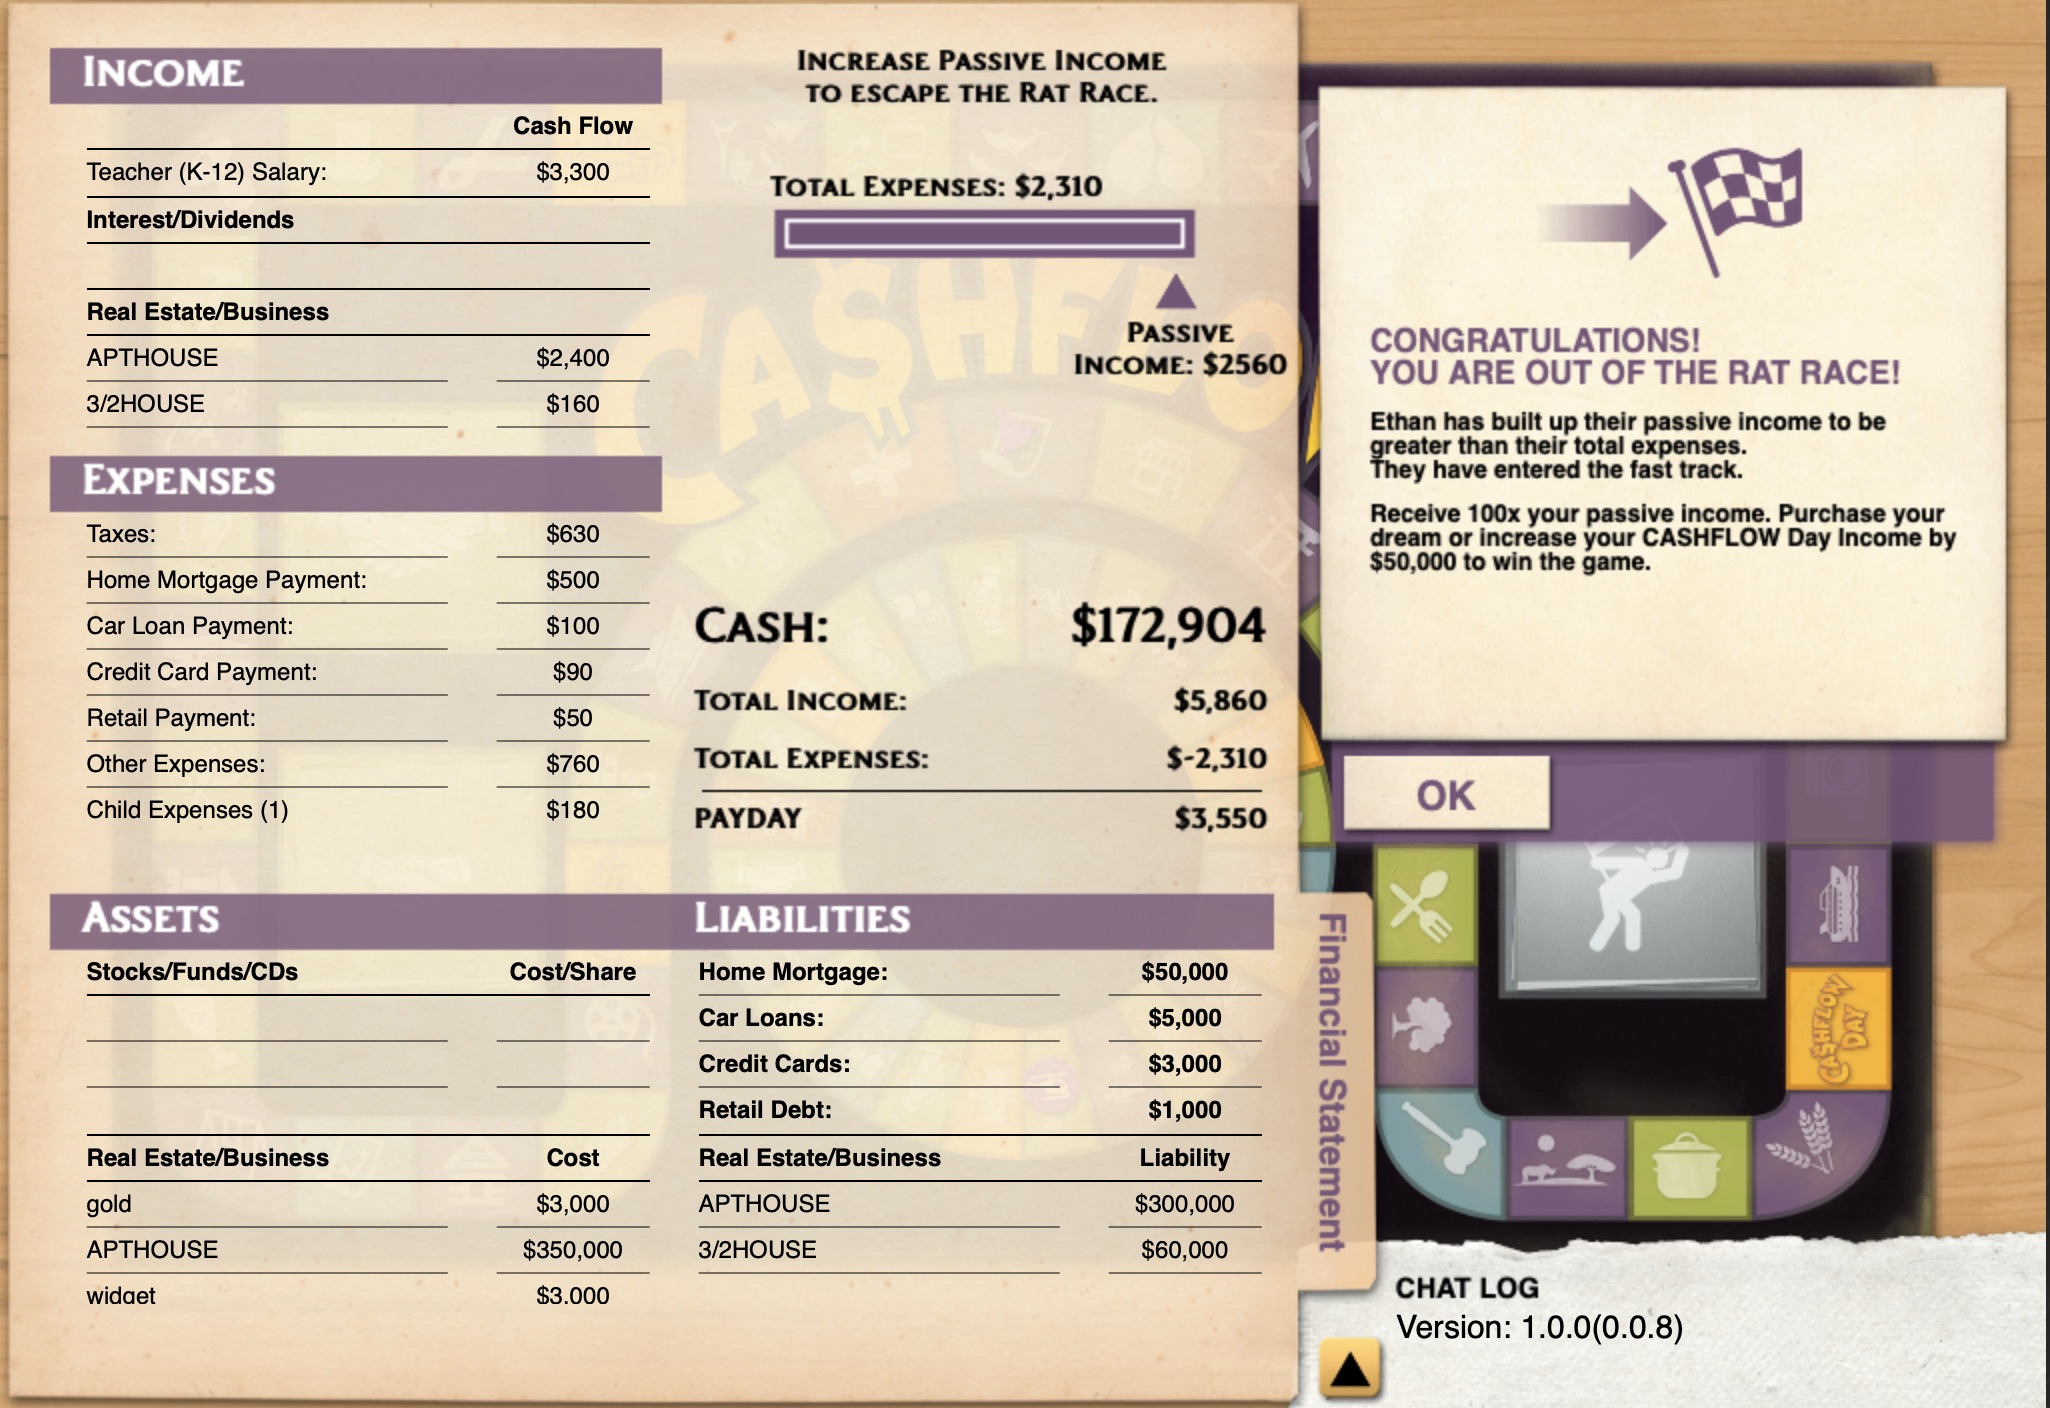 INCOME
Cash Flow
Teacher (K-12) Salary: $3,300
Interest/Dividends
Real Estate/Business
APTHOUSE $2,400
3/2HOUSE $160
EXPENSES
Taxes: $630
Home Mortgage Payment: $500
Car Loan Payment: $100
Credit Card Payment: $90
Retail Payment: $50
Other Expenses: $760
Child Expenses (1) $180
INCREASE PASSIVE INCOME
TO ESCAPE THE RAT RACE.
TOTAL EXPENSES: $2,310
PASSIVE
INCOME: $2560
CASHFLO
CASH: $172,904
TOTAL INCOME: $5,860
TOTAL EXPENSES: $-2,310
PAYDAY $3,550
ASSETS
Stocks/Funds/CDs Cost/Share
Real Estate/Business Cost
gold $3,000
APTHOUSE $350,000
widget $3,000
LIABILITIES
Home Mortgage: $50,000
Car Loans: $5,000
Credit Cards: $3,000
Retail Debt: $1,000
Real Estate/Business Liability
APTHOUSE $300,000
3/2HOUSE $60,000
Financial Statement
CONGRATULATIONS!
YOU ARE OUT OF THE RAT RACE!
Ethan has built up their passive income to be
greater than their total expenses.
They have entered the fast track.
Receive 100x your passive income. Purchase your
dream or increase your CASHFLOW Day Income by
$50,000 to win the game.
OK
CASHFLOW
DAY
CHAT LOG
Version: 1.0.0(0.0.8)